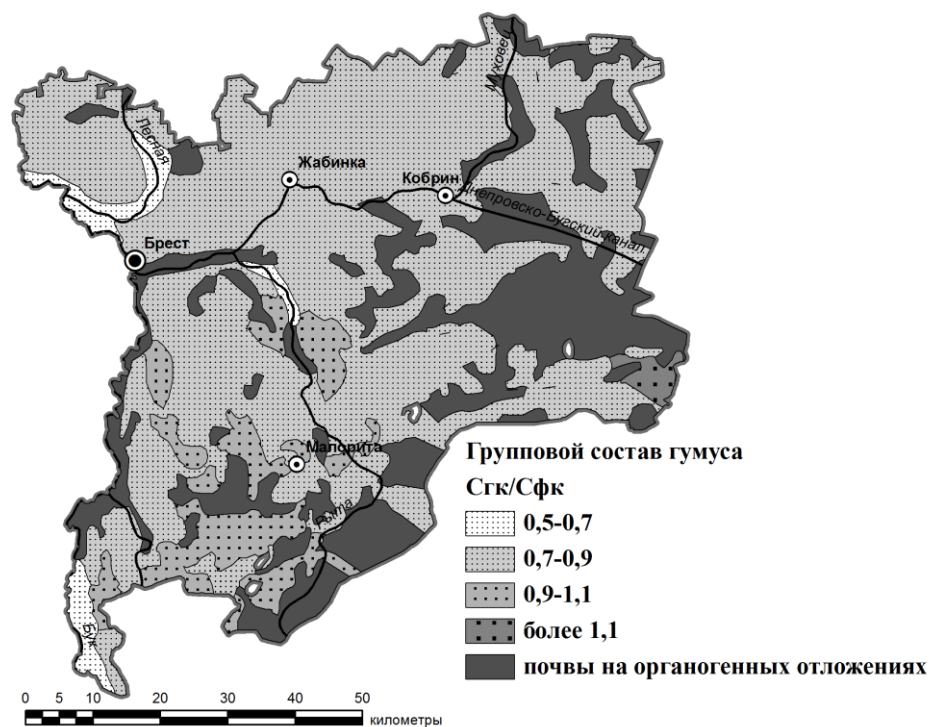 Муховец
Лесная
Жабинка
Кобрин
Днепровско-Бугский канал
Брест
Малорита
Рыта
Буг
Групповой состав гумуса
Сгк/Сфк
0,5-0,7
0,7-0,9
0,9-1,1
более 1,1
почвы на органогенных отложениях
0 5 10 20 30 40 50
километры